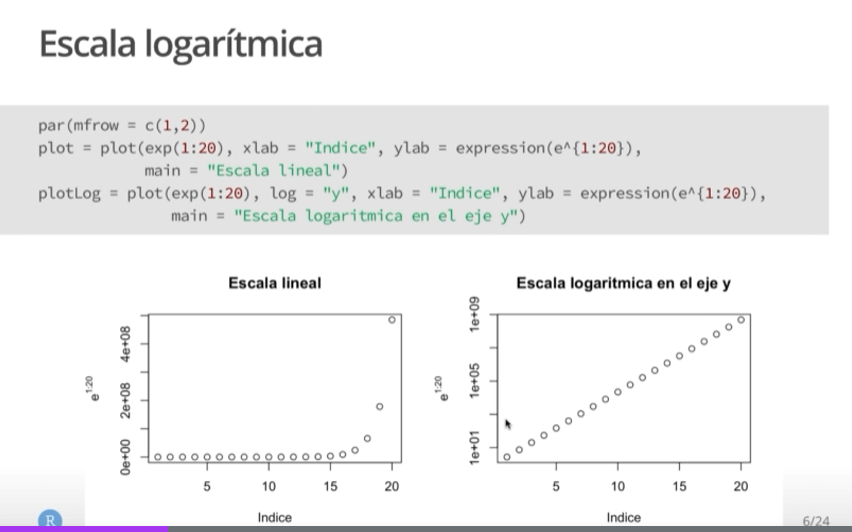 Escala logarítmica
par(mfrow = c(1,2))
plot = plot(exp(1:20), xlab = "Indice", ylab = expression(e^{1:20}),
main = "Escala lineal")
plotLog = plot(exp(1:20), log = "y", xlab = "Indice", ylab = expression(e^{1:20}),
main = "Escala logaritmica en el eje y")
Escala lineal
e^1:20
0e+00 2e+08 4e+08
5 10 15 20
Indice
Escala logaritmica en el eje y
e^1:20
1e+01 1e+05 1e+09
5 10 15 20
Indice
R
6/24